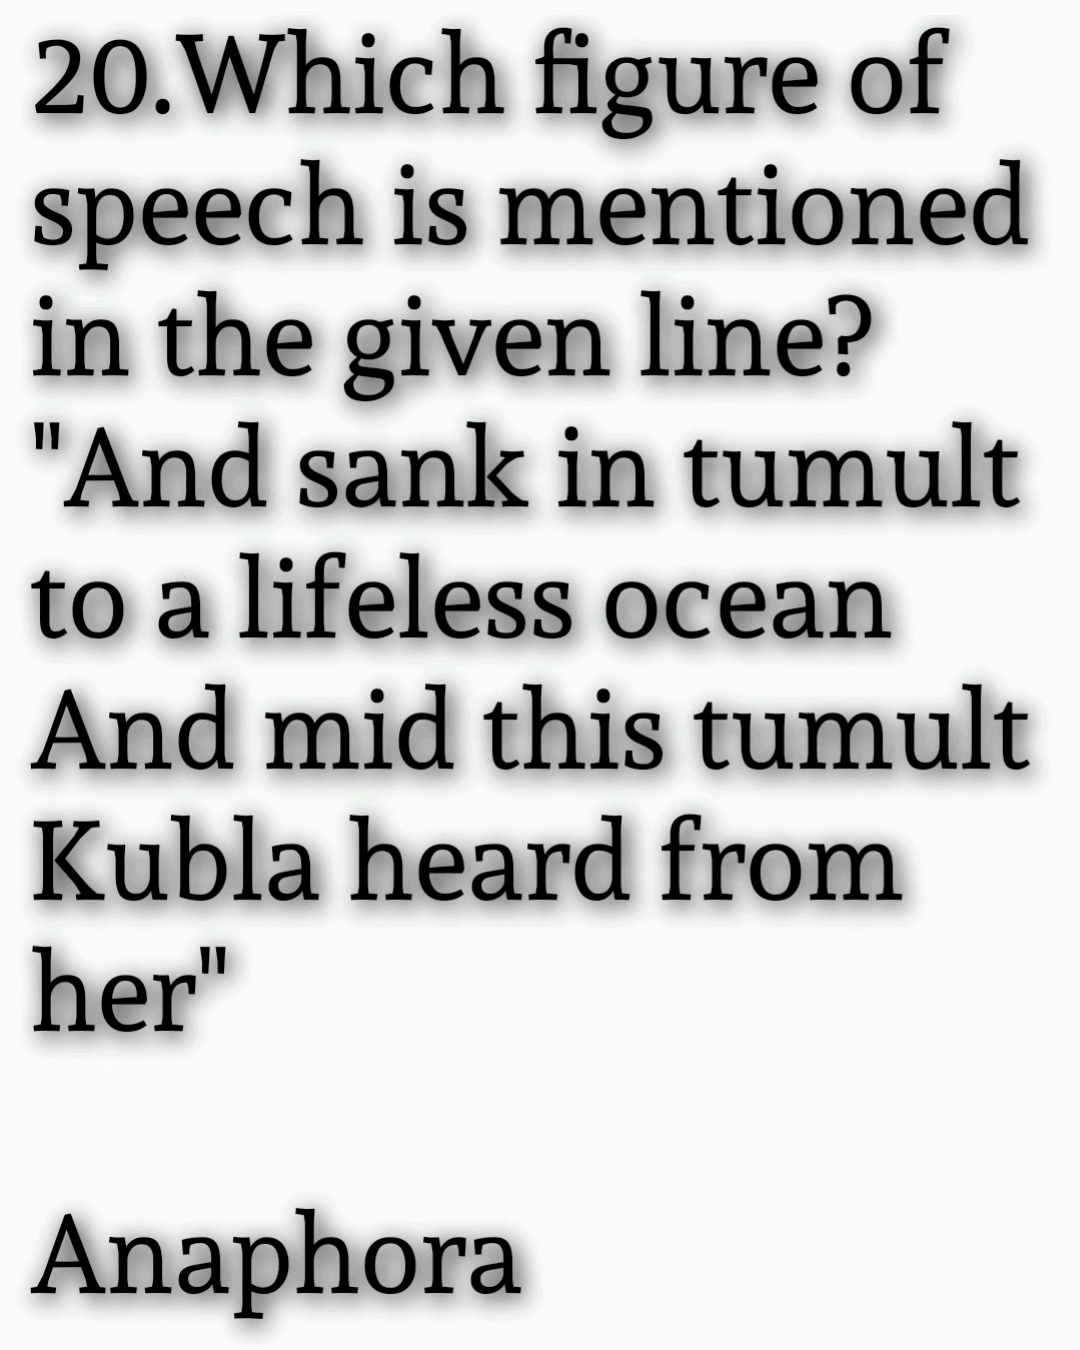 20.Which figure of
speech is mentioned
in the given line?
"And sank in tumult
to a lifeless ocean
And mid this tumult
Kubla heard from
her"
Anaphora